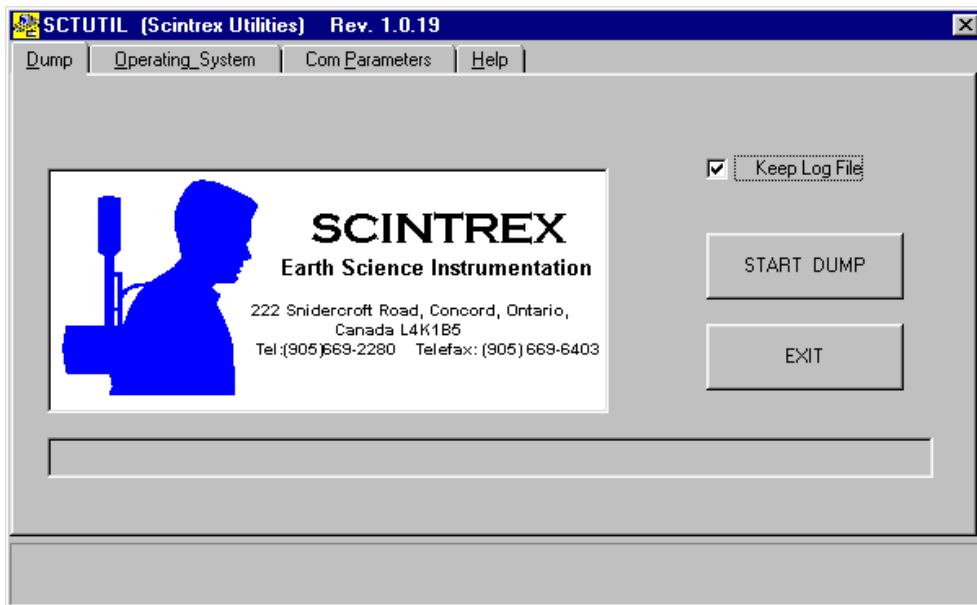 SCTUTIL (Scintrex Utilities) Rev. 1.0.19
Dump Operating_System Com Parameters Help
Keep Log File
SCINTREX
Earth Science Instrumentation
222 Snidercroft Road, Concord, Ontario,
Canada L4K1B5
Tel:(905)669-2280 Telefax: (905) 669-6403
START DUMP
EXIT